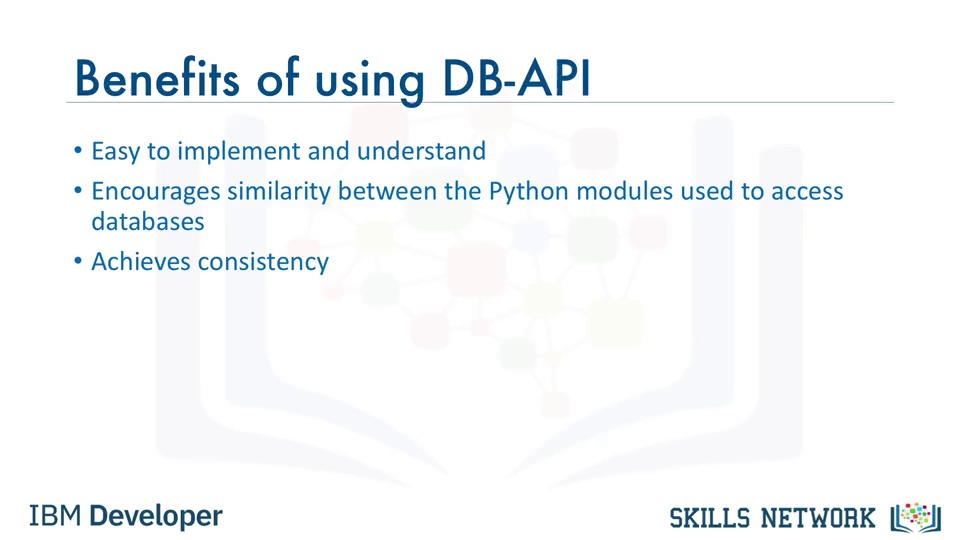 Benefits of using DB-API
• Easy to implement and understand
• Encourages similarity between the Python modules used to access
databases
• Achieves consistency
IBM Developer
SKILLS NETWORK